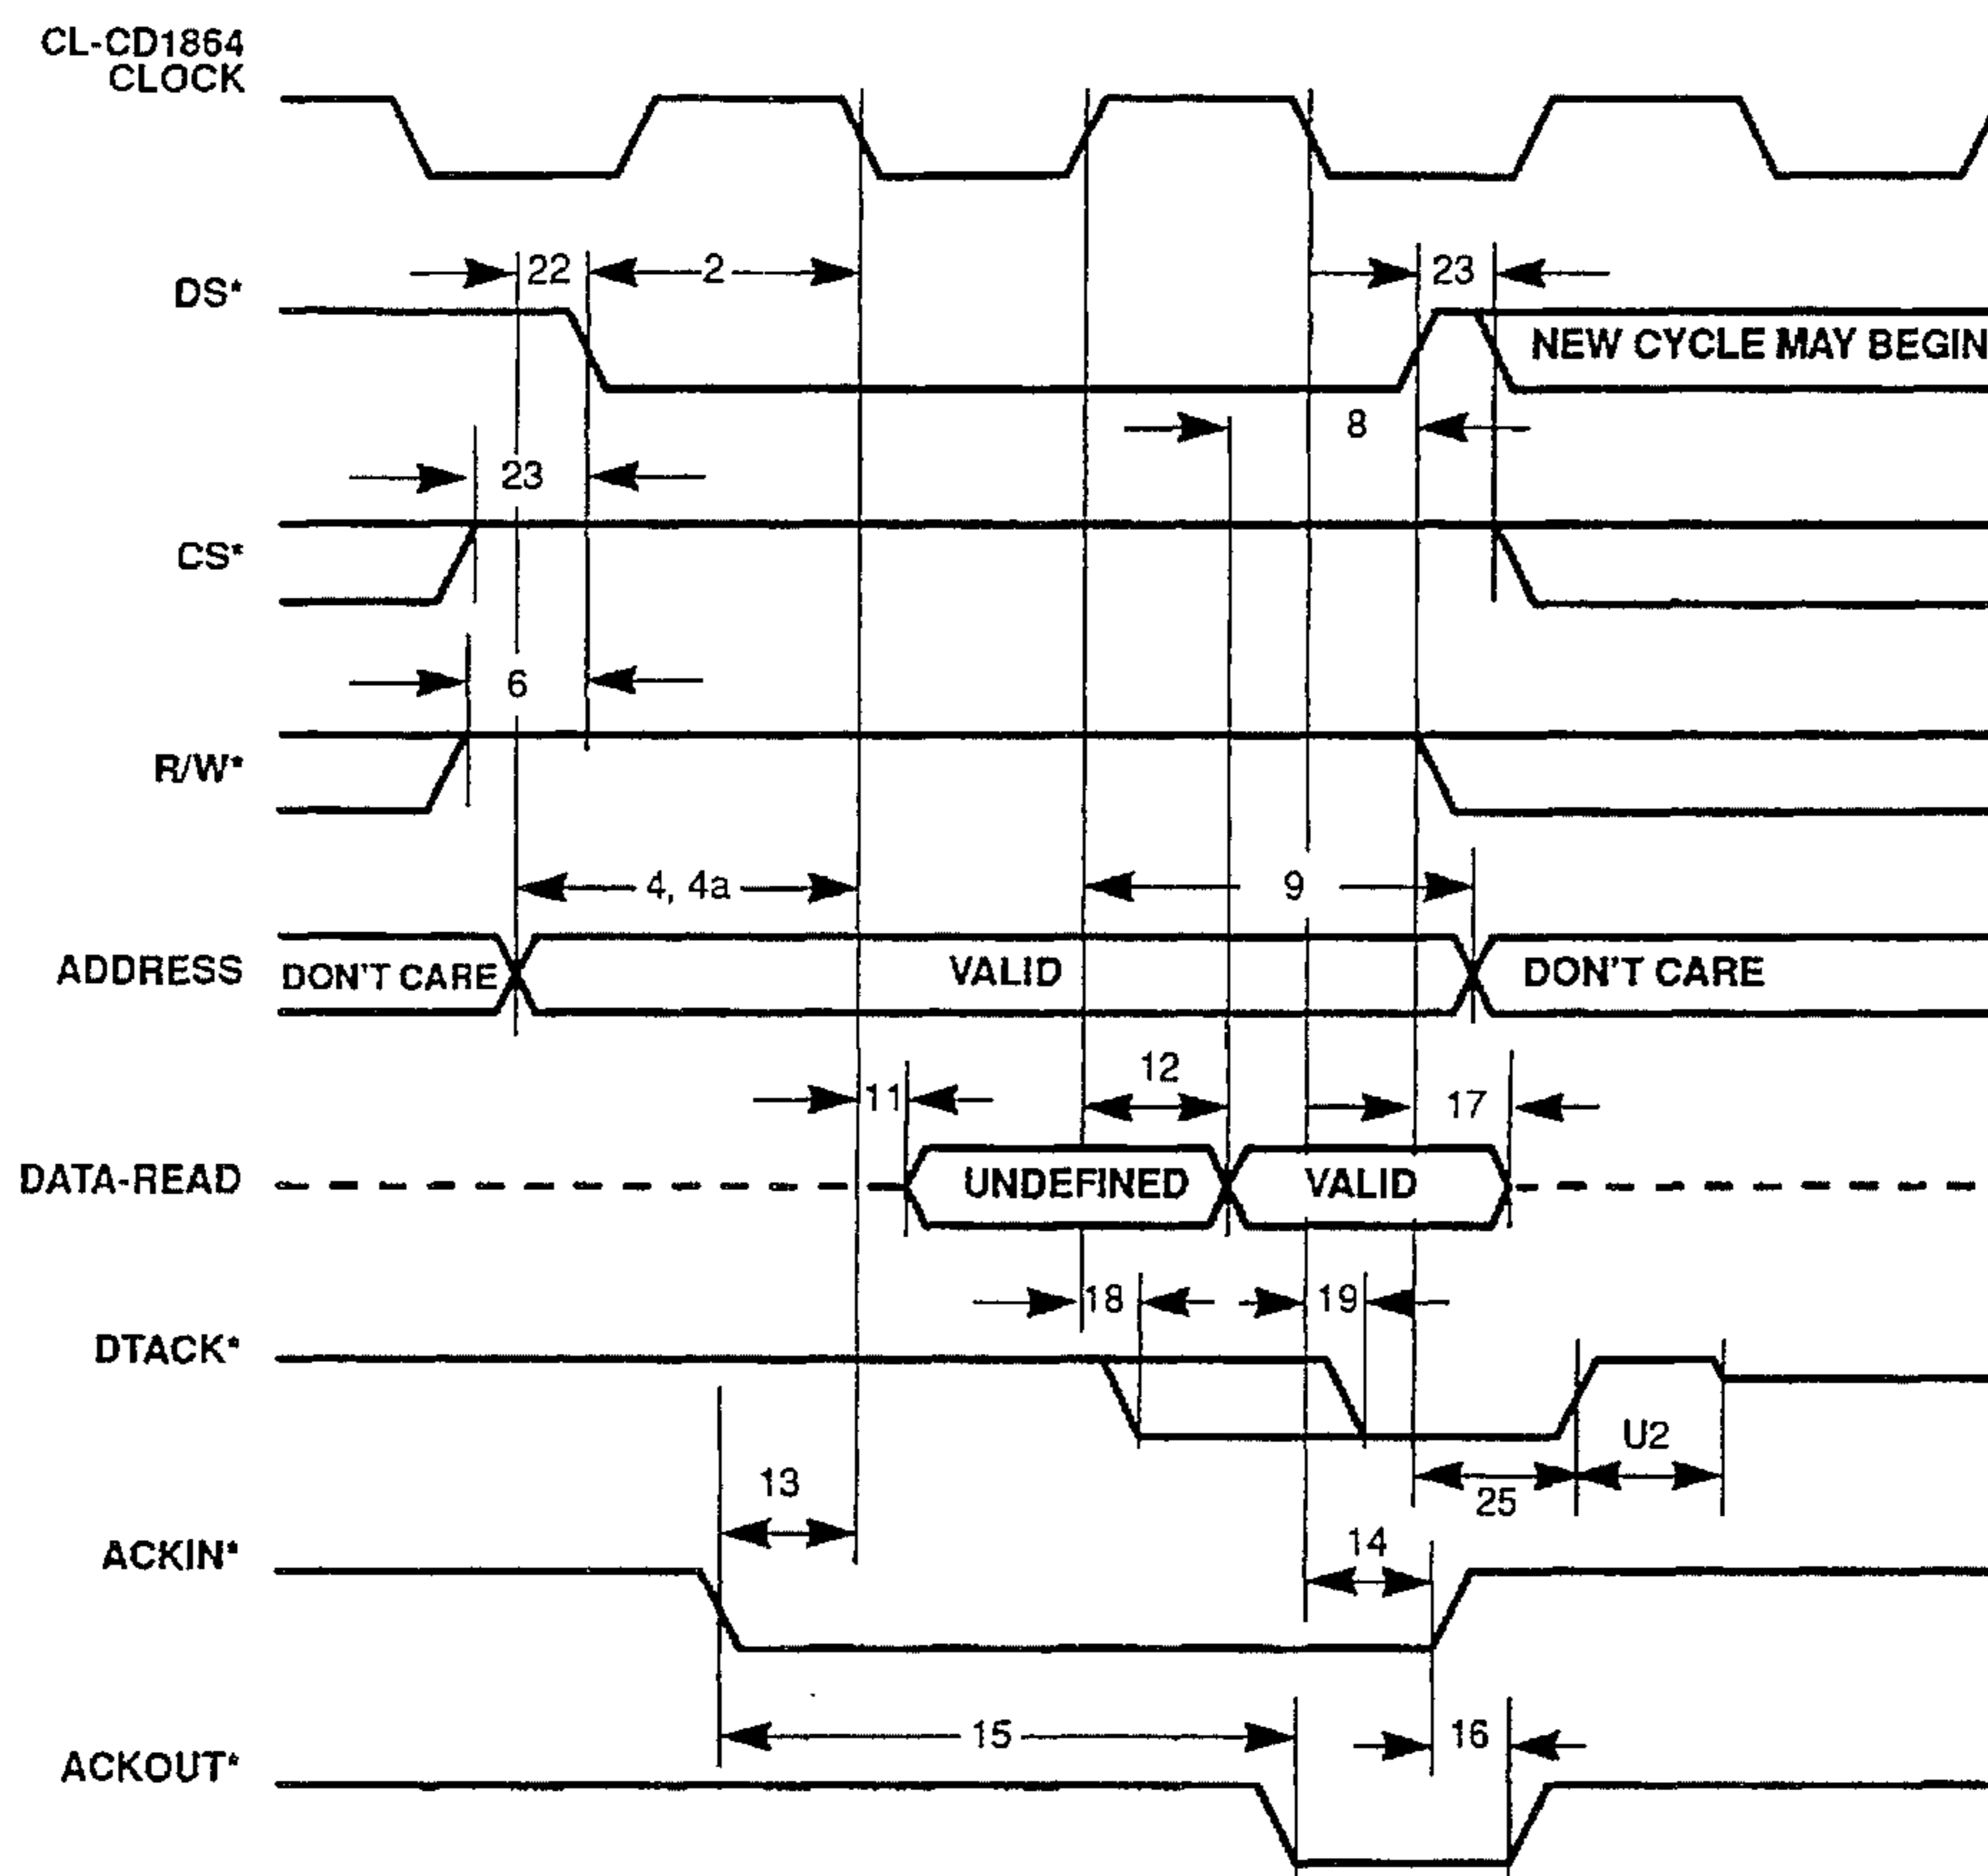 CL-CD1864
CLOCK
22
2
23
DS*
NEW CYCLE MAY BEGIN
8
23
CS*
6
R/W*
4, 4a
9
ADDRESS
DON'T CARE
VALID
DON'T CARE
12
11
17
DATA-READ
UNDEFINED
VALID
18
19
DTACK*
U2
13
25
14
ACKIN*
15
16
ACKOUT*